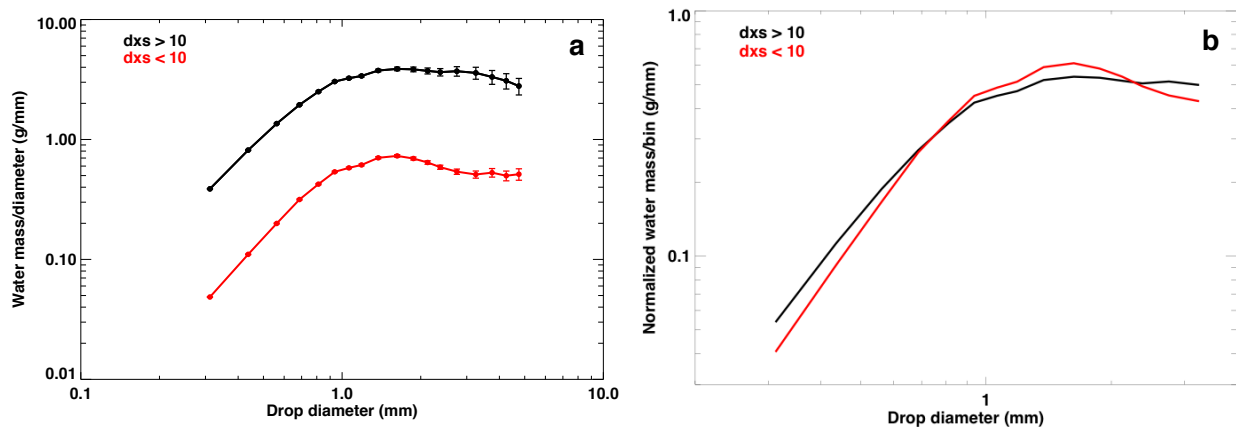 dxs > 10
dxs < 10
a
10.00
1.00
0.10
0.01
Water mass/diameter (g/mm)
0.1
1.0
10.0
Drop diameter (mm)
dxs > 10
dxs < 10
b
1.0
0.1
Normalized water mass/bin (g/mm)
1
Drop diameter (mm)